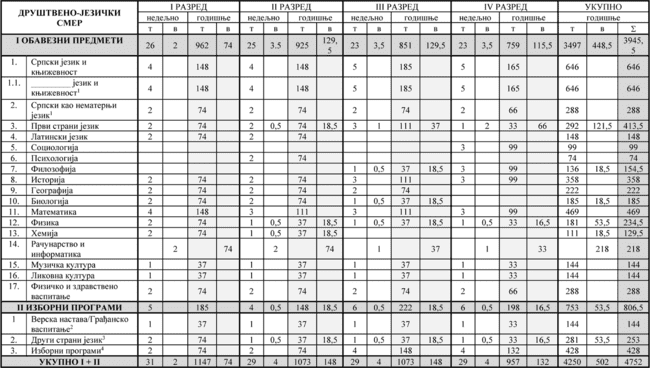 ДРУШТВЕНО-ЈЕЗИЧКИ СМЕР I РАЗРЕД II РАЗРЕД III РАЗРЕД IV РАЗРЕД УКУПНО
недељно годишње недељно годишње недељно годишње недељно годишње годишње
т в т в т в т в т в т в т в т в т в Σ
I ОБАВЕЗНИ ПРЕДМЕТИ 26 2 962 74 25 3.5 925 129,5 23 3,5 851 129,5 23 3,5 759 115,5 3497 448,5 3945,5
1. Српски језик и књижевност 4 148 4 148 5 185 5 165 646 646
1.1. ________ језик и књижевност¹ 4 148 4 148 5 185 5 165 646 646
2. Српски као нематерњи језик¹ 2 74 2 74 2 74 2 66 288 288
3. Први страни језик 2 74 2 0,5 74 18,5 3 1 111 37 1 2 33 66 292 121,5 413,5
4. Латински језик 2 74 2 74 148 148
5. Социологија 3 99 99 99
6. Психологија 2 74 74 74
7. Филозофија 1 0,5 37 18,5 3 99 136 18,5 154,5
8. Историја 2 74 2 74 3 111 3 99 358 358
9. Географија 2 74 2 74 2 74 222 222
10. Биологија 2 74 2 74 1 0,5 37 18,5 185 18,5 185
11. Математика 4 148 3 111 3 111 3 99 469 469
12. Физика 2 74 1 0,5 37 18,5 1 0,5 37 18,5 1 0,5 33 16,5 181 53,5 234,5
13. Хемија 2 74 1 0,5 37 18,5 111 18,5 129,5
14. Рачунарство и информатика 2 74 2 74 1 37 1 33 218 218
15. Музичка култура 1 37 1 37 1 37 1 33 144 144
16. Ликовна култура 1 37 1 37 1 37 1 33 144 144
17. Физичко и здравствено васпитање 2 74 2 74 2 74 2 66 288 288
II ИЗБОРНИ ПРОГРАМИ 5 185 4 0,5 148 18,5 6 0,5 222 18,5 6 0,5 198 16,5 753 53,5 806,5
1 Верска настава/Грађанско васпитање² 1 37 1 37 1 37 1 33 144 144
2. Други страни језик³ 2 74 1 0,5 37 18,5 1 0,5 37 18,5 1 0,5 33 16,5 281 53,5 253
3. Изборни програми⁴ 2 74 2 74 4 148 4 132 428 428
УКУПНО I + II 31 2 1147 74 29 4 1073 148 29 4 1073 148 29 4 957 132 4250 502 4752